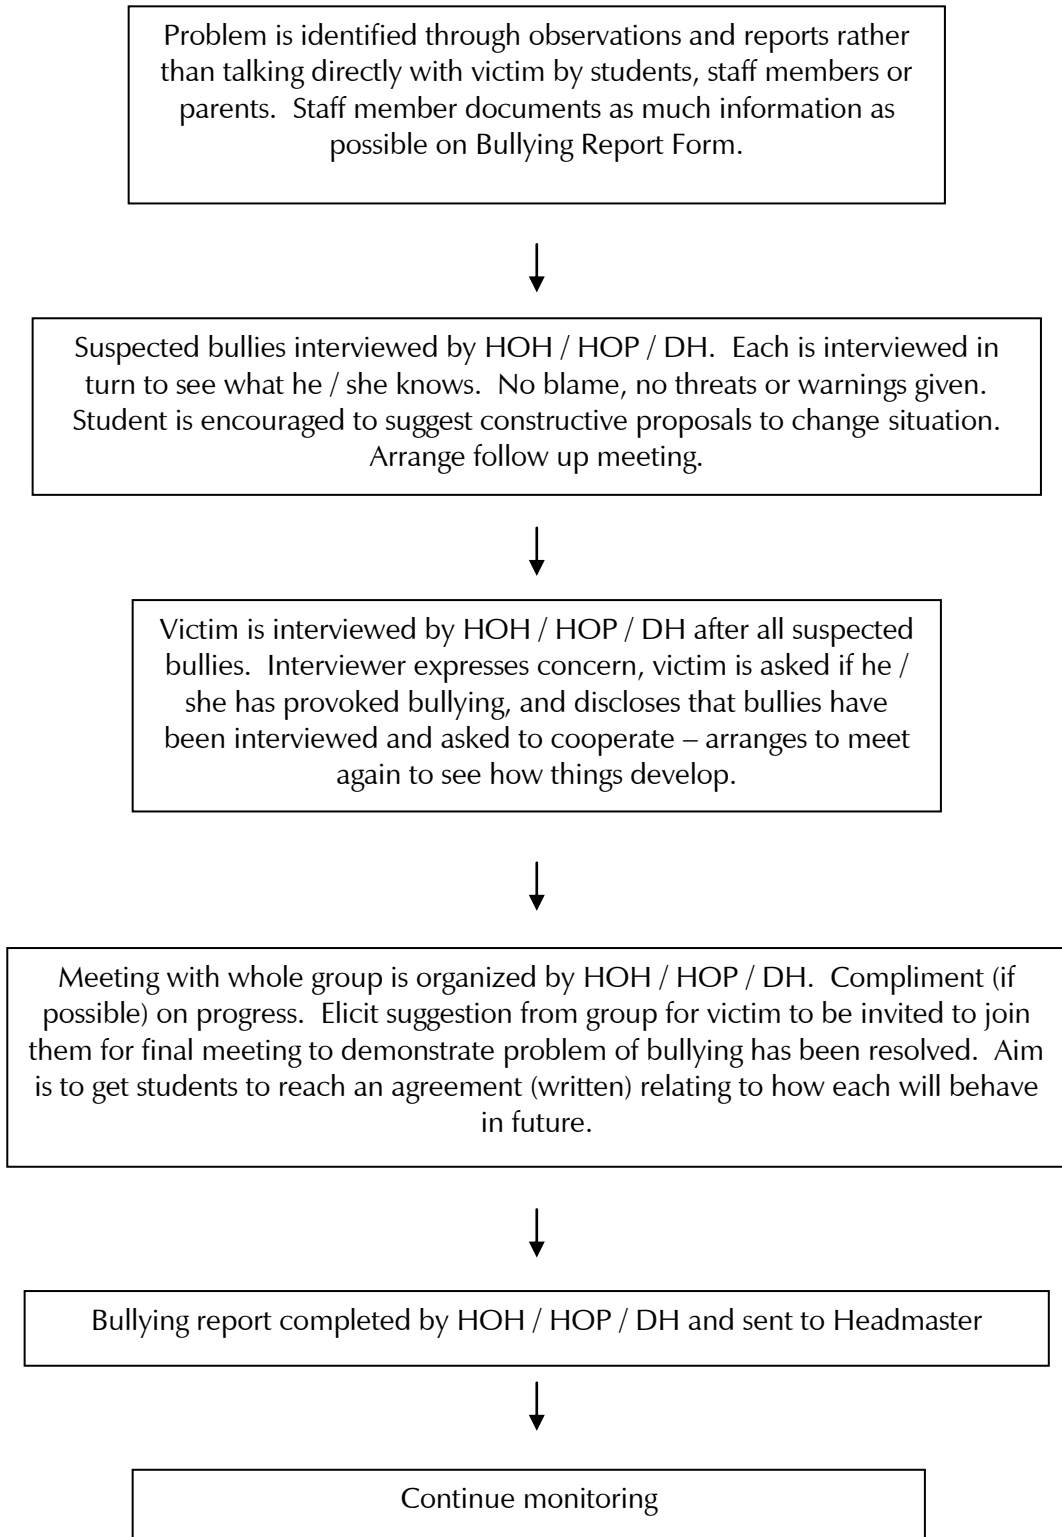 Problem is identified through observations and reports rather
than talking directly with victim by students, staff members or
parents.  Staff member documents as much information as
possible on Bullying Report Form.
Suspected bullies interviewed by HOH / HOP / DH.  Each is interviewed in
turn to see what he / she knows.  No blame, no threats or warnings given.
Student is encouraged to suggest constructive proposals to change situation.
Arrange follow up meeting.
Victim is interviewed by HOH / HOP / DH after all suspected
bullies.  Interviewer expresses concern, victim is asked if he /
she has provoked bullying, and discloses that bullies have
been interviewed and asked to cooperate – arranges to meet
again to see how things develop.
Meeting with whole group is organized by HOH / HOP / DH.  Compliment (if
possible) on progress.  Elicit suggestion from group for victim to be invited to join
them for final meeting to demonstrate problem of bullying has been resolved.  Aim
is to get students to reach an agreement (written) relating to how each will behave
in future.
Bullying report completed by HOH / HOP / DH and sent to Headmaster
Continue monitoring